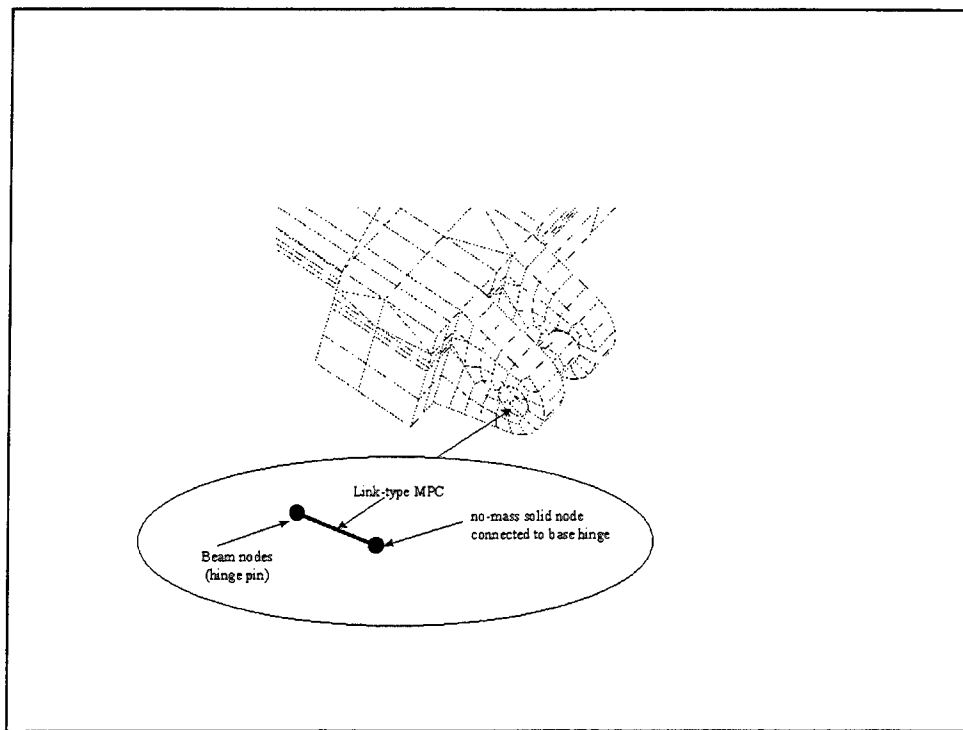 Link-type MPC
no-mass solid node
connected to base hinge
Beam nodes
(hinge pin)